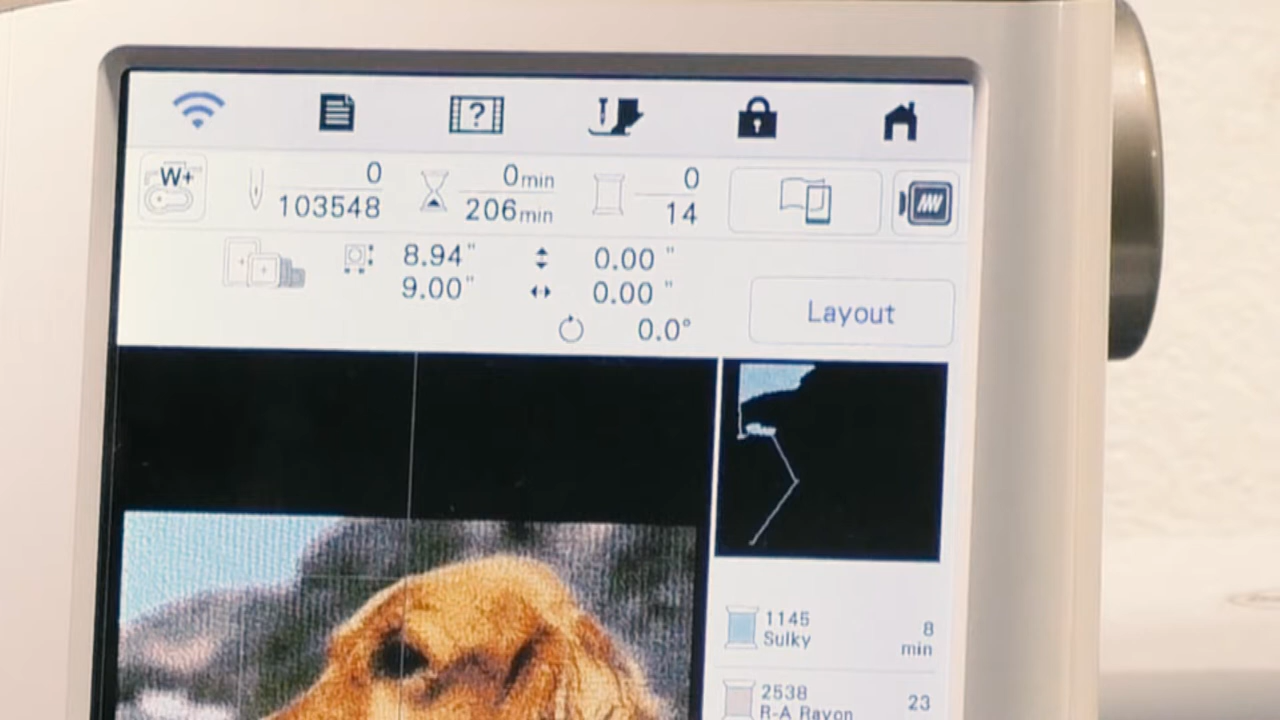 ?
W+
0
103548
0min
206min
0
14
8.94"
9.00"
0.00 "
0.00 "
0.0°
Layout
1145
Sulky
8
min
2538
R-A Rayon
23